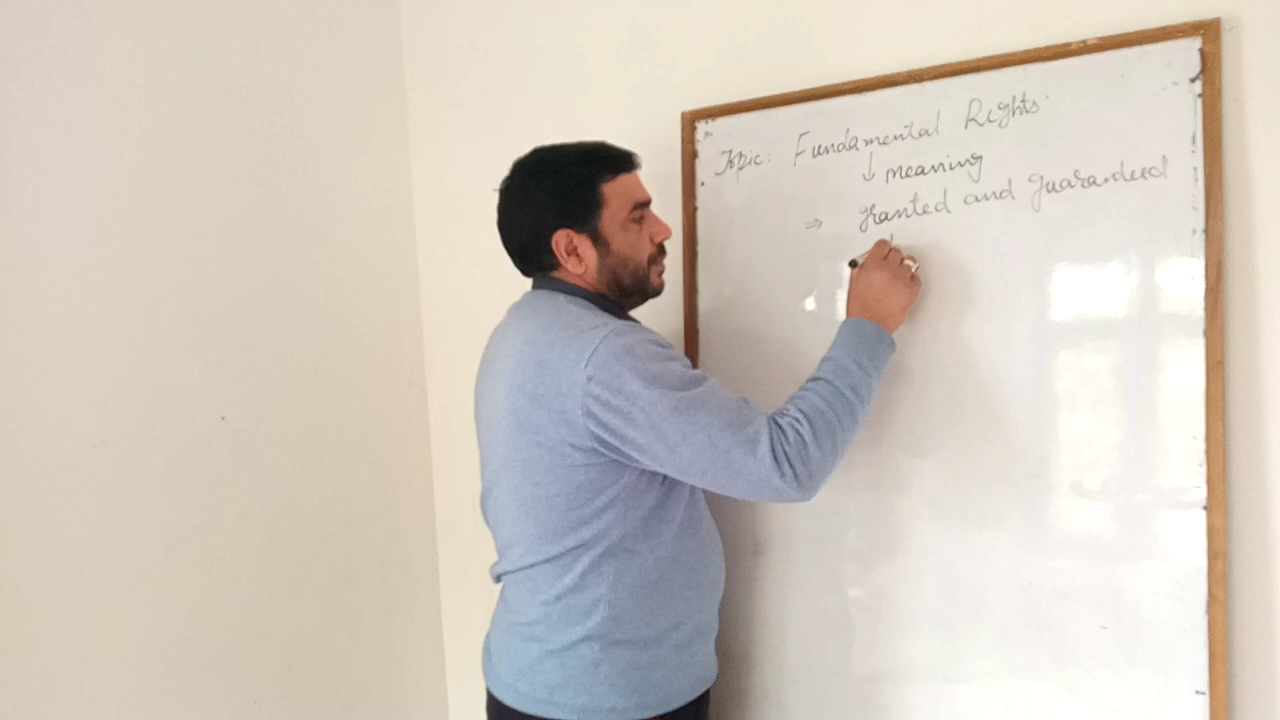 Topic: Fundamental Rights.
↓ meaning
⇒ granted and guaranteed